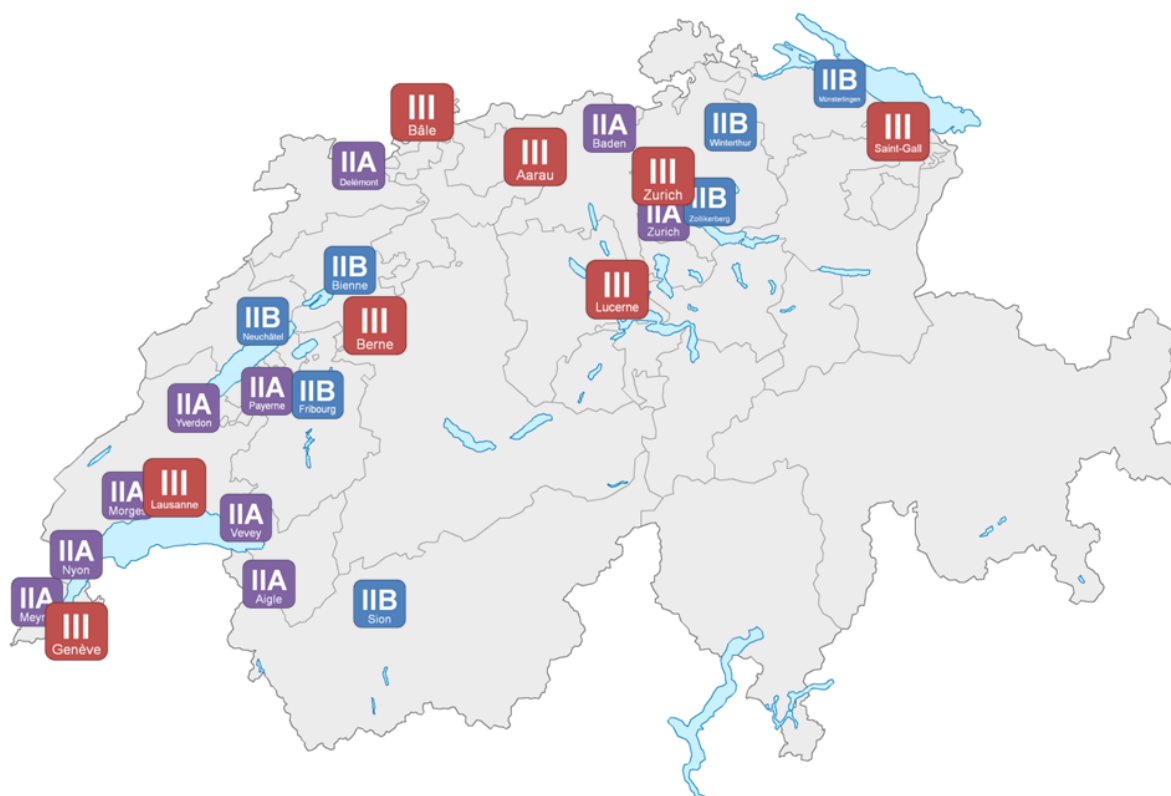 IIB
Münsterlingen
III
Bâle
IIA
Baden
IIB
Winterthur
III
Saint-Gall
IIA
Delémont
III
Aarau
III
Zurich
IIB
Zollikerberg
IIA
Zurich
IIB
Bienne
III
Lucerne
IIB
Neuchâtel
III
Berne
IIA
Yverdon
IIA
Payerne
IIB
Fribourg
IIA
Morges
III
Lausanne
IIA
Vevey
IIA
Nyon
IIA
Aigle
IIB
Sion
IIA
Meyr
III
Genève